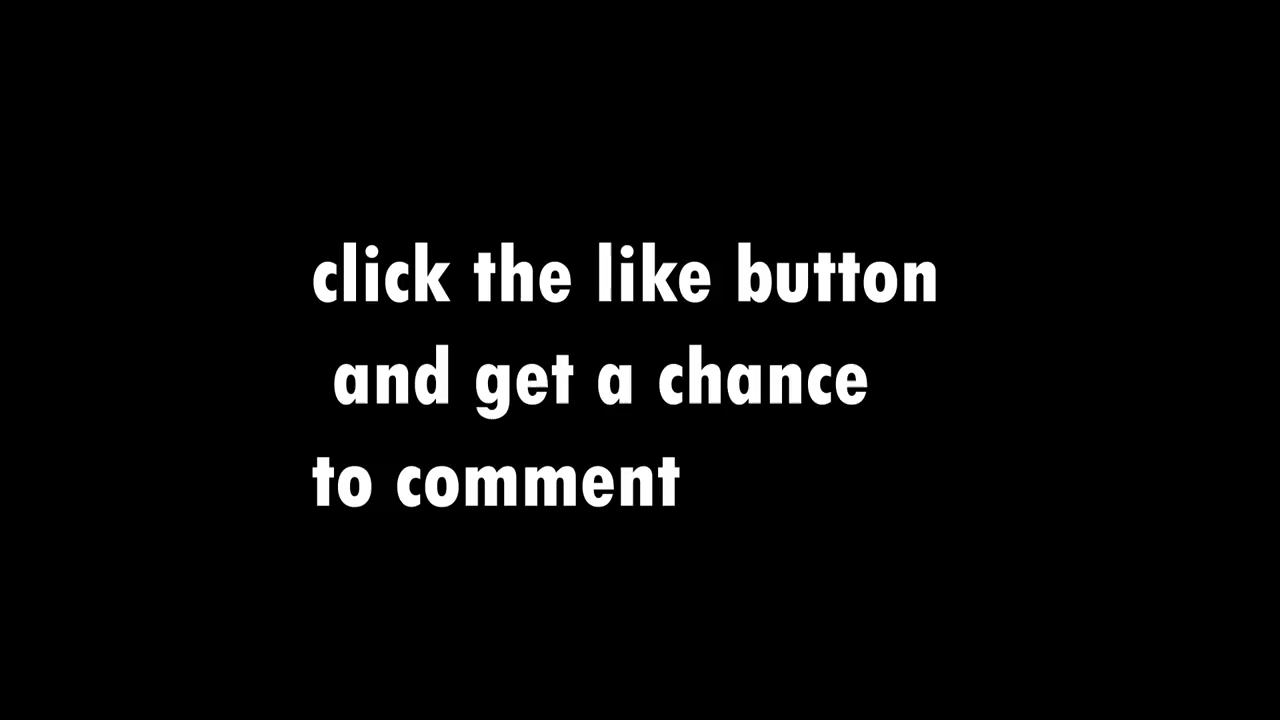 click the like button
and get a chance
to comment